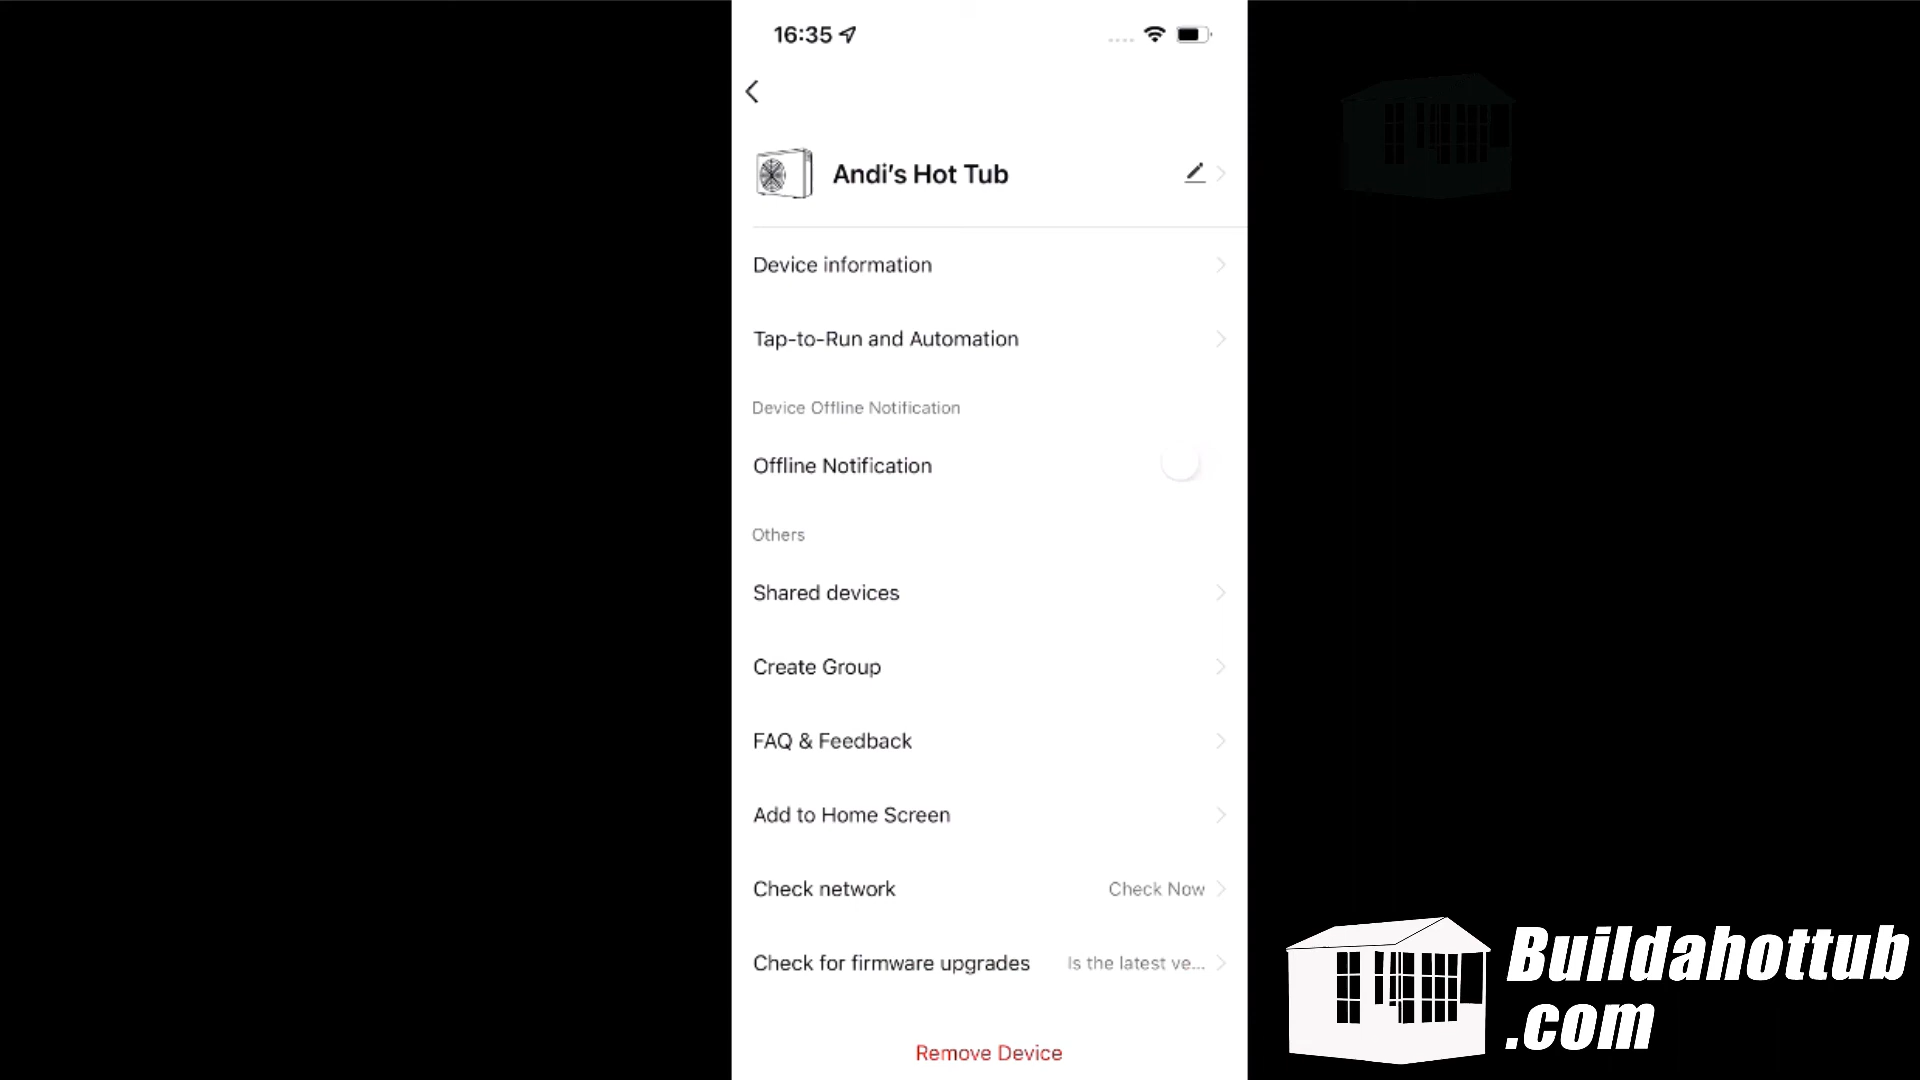 16:35
Andi's Hot Tub
Device information
Tap-to-Run and Automation
Device Offline Notification
Offline Notification
Others
Shared devices
Create Group
FAQ & Feedback
Add to Home Screen
Check network Check Now
Check for firmware upgrades Is the latest ve...
Remove Device
Buildahottub
.com